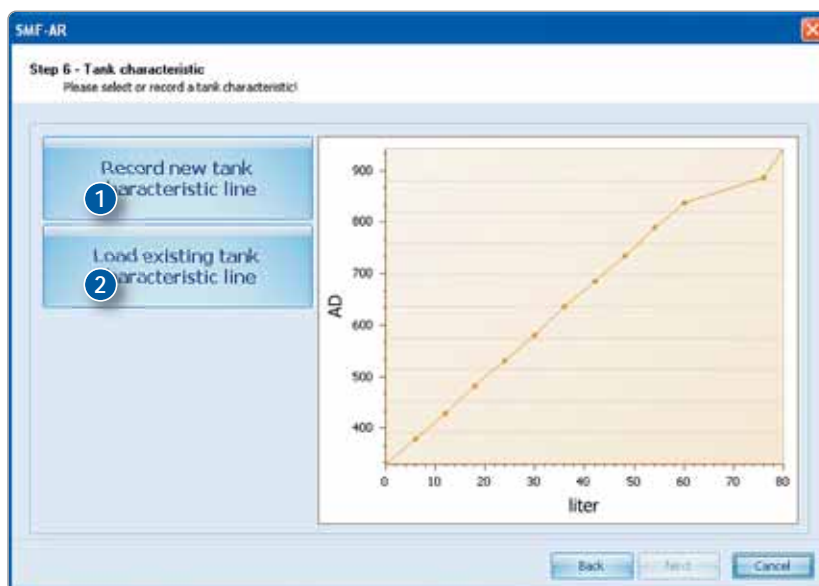 SMF-AR
Step 6 - Tank characteristic
Please select or record a tank characteristic!
Record new tank
characteristic line
1
Load existing tank
characteristic line
2
900
800
700
600
500
400
AD
0 10 20 30 40 50 60 70 80
liter
Back Next Cancel